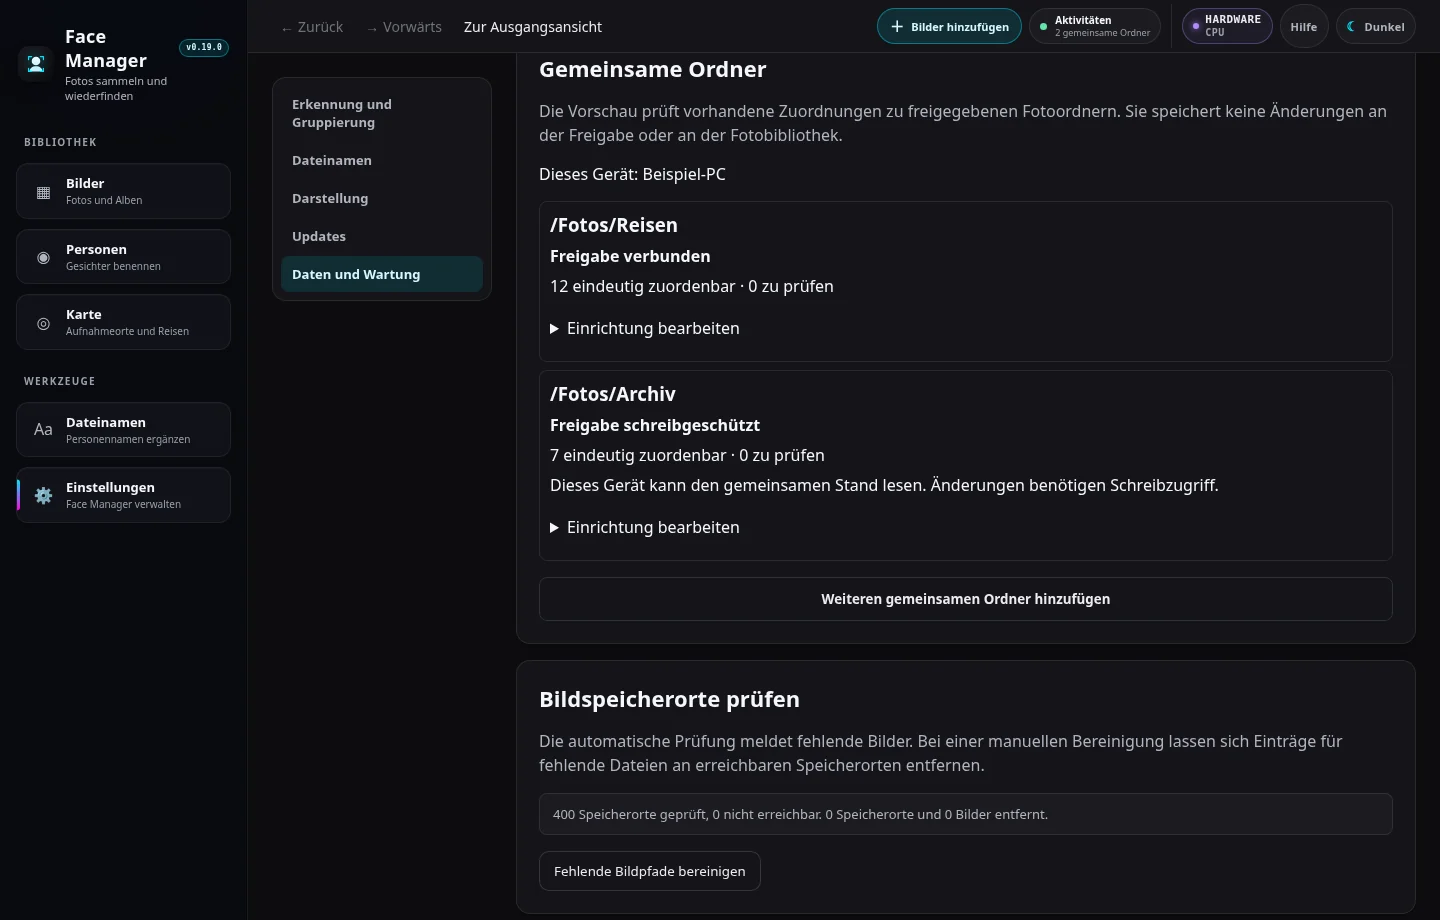 Face
Manager
v0.19.0
Fotos sammeln und
wiederfinden
BIBLIOTHEK
Bilder
Fotos und Alben
Personen
Gesichter benennen
Karte
Aufnahmeorte und Reisen
WERKZEUGE
Aa
Dateinamen
Personennamen ergänzen
Einstellungen
Face Manager verwalten
← Zurück
→ Vorwärts
Zur Ausgangsansicht
+ Bilder hinzufügen
Aktivitäten
2 gemeinsame Ordner
HARDWARE
CPU
Hilfe
Dunkel
Erkennung und
Gruppierung
Dateinamen
Darstellung
Updates
Daten und Wartung
Gemeinsame Ordner
Die Vorschau prüft vorhandene Zuordnungen zu freigegebenen Fotoordnern. Sie speichert keine Änderungen an
der Freigabe oder an der Fotobibliothek.
Dieses Gerät: Beispiel-PC
/Fotos/Reisen
Freigabe verbunden
12 eindeutig zuordenbar · 0 zu prüfen
▶ Einrichtung bearbeiten
/Fotos/Archiv
Freigabe schreibgeschützt
7 eindeutig zuordenbar · 0 zu prüfen
Dieses Gerät kann den gemeinsamen Stand lesen. Änderungen benötigen Schreibzugriff.
▶ Einrichtung bearbeiten
Weiteren gemeinsamen Ordner hinzufügen
Bildspeicherorte prüfen
Die automatische Prüfung meldet fehlende Bilder. Bei einer manuellen Bereinigung lassen sich Einträge für
fehlende Dateien an erreichbaren Speicherorten entfernen.
400 Speicherorte geprüft, 0 nicht erreichbar. 0 Speicherorte und 0 Bilder entfernt.
Fehlende Bildpfade bereinigen